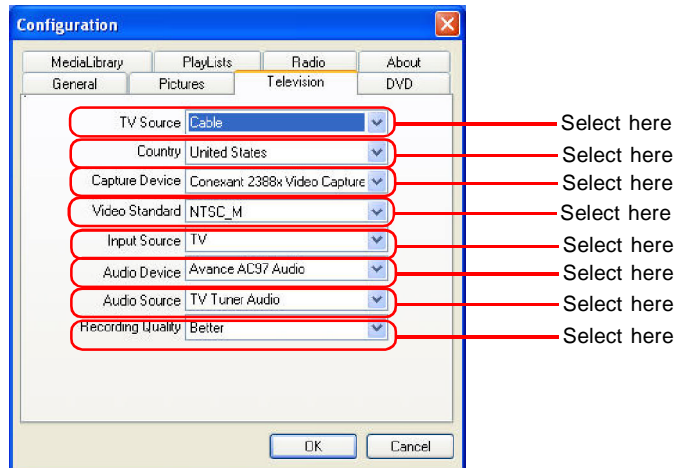 Configuration
MediaLibrary PlayLists Radio About
General Pictures Television DVD
TV Source Cable Select here
Country United States Select here
Capture Device Conexant 2388x Video Capture Select here
Video Standard NTSC_M Select here
Input Source TV Select here
Audio Device Avance AC97 Audio Select here
Audio Source TV Tuner Audio Select here
Recording Quality Better Select here
OK Cancel